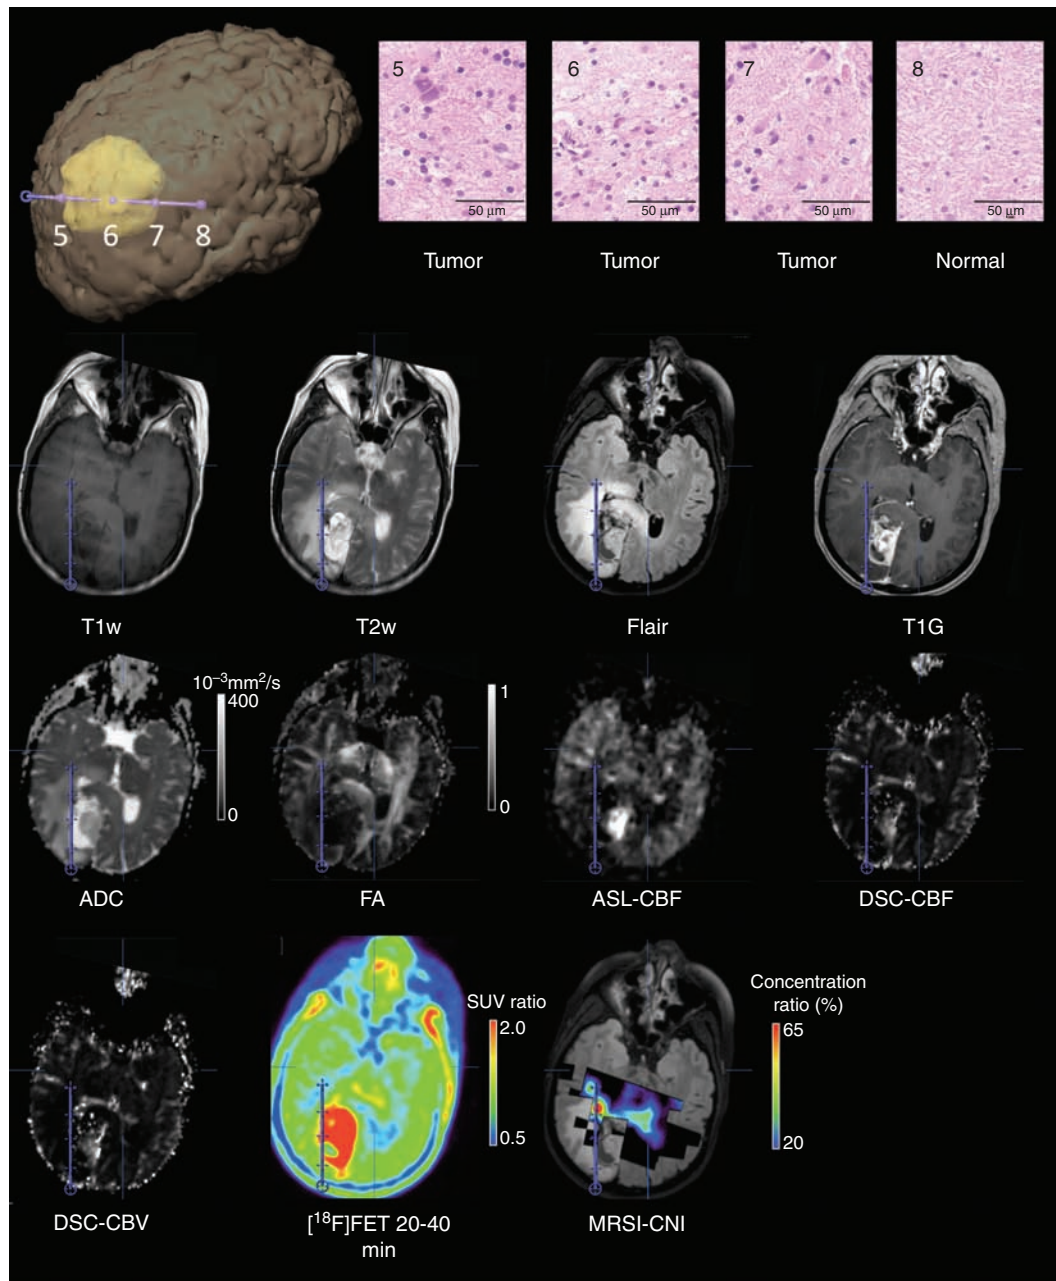 5
6
7
8
50 µm
50 µm
50 µm
50 µm
5 6 7 8
Tumor
Tumor
Tumor
Normal
T1w
T2w
Flair
T1G
10⁻³mm²/s
400
0
1
0
ADC
FA
ASL-CBF
DSC-CBF
SUV ratio
2.0
0.5
Concentration
ratio (%)
65
20
DSC-CBV
[¹⁸F]FET 20-40
min
MRSI-CNI